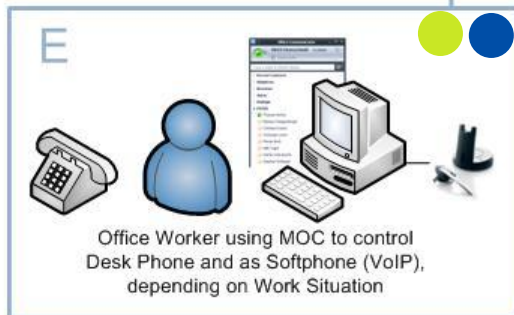 E
Office Worker using MOC to control
Desk Phone and as Softphone (VoIP),
depending on Work Situation